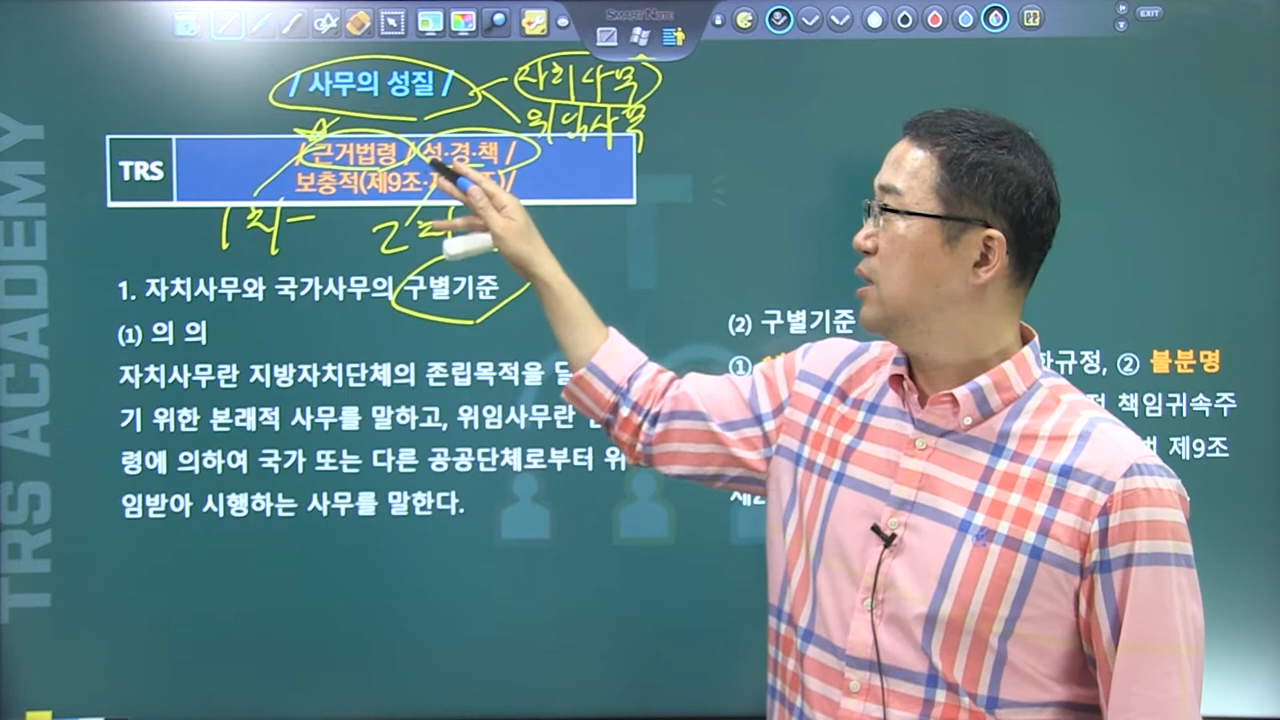 SMARTNOTE
EXIT
/ 사무의 성질 /
자치사무
위임사무
TRS
/ 근거법령 / 성·경·책 /
보충적(제9조·제
조)/
1차-
2차
1. 자치사무와 국가사무의 구별기준
(1) 의 의
자치사무란 지방자치단체의 존립목적을
기 위한 본래적 사무를 말하고, 위임사무란
령에 의하여 국가 또는 다른 공공단체로부터 위
임받아 시행하는 사무를 말한다.
(2) 구별기준
① 한규정, ② 불분명
책임귀속주
제9조
TRS ACADEMY